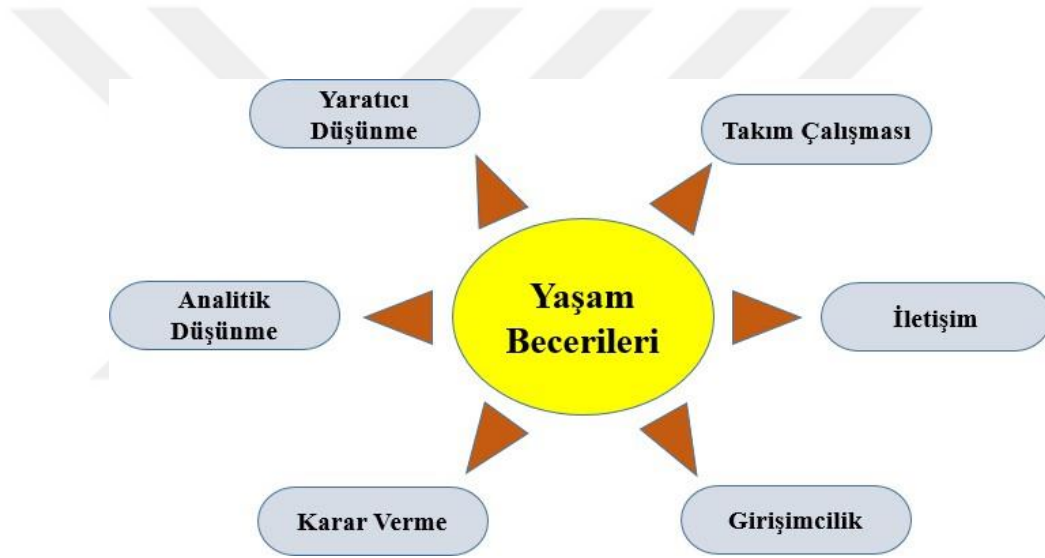 Yaratıcı
Düşünme
Takım Çalışması
Analitik
Düşünme
Yaşam
Becerileri
İletişim
Karar Verme
Girişimcilik